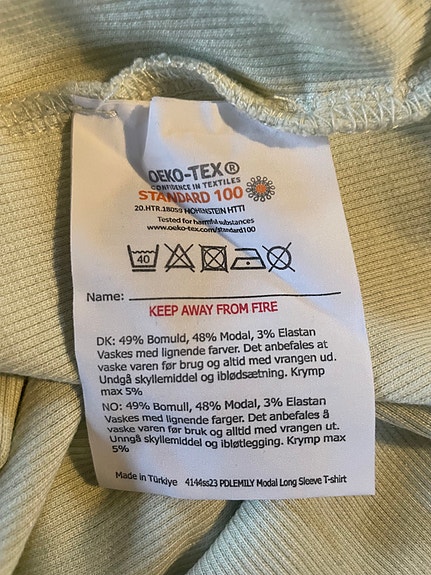 OEKO-TEX®
CONFIDENCE IN TEXTILES
STANDARD 100
20.HTR.18059 HOHENSTEIN HTTI
Tested for harmful substances
www.oeko-tex.com/standard100
40
Name:
KEEP AWAY FROM FIRE
DK: 49% Bomuld, 48% Modal, 3% Elastan
Vaskes med lignende farver. Det anbefales at
vaske varen før brug og altid med vrangen ud.
Undgå skyllemiddel og iblødsætning. Krymp
max 5%
NO: 49% Bomull, 48% Modal, 3% Elastan
Vaskes med lignende farger. Det anbefales å
vaske varen før bruk og alltid med vrangen ut.
Unngå skyllemiddel og ibløtlegging. Krymp max
5%
Made in Türkiye 4144ss23 PDLEMILY Modal Long Sleeve T-shirt